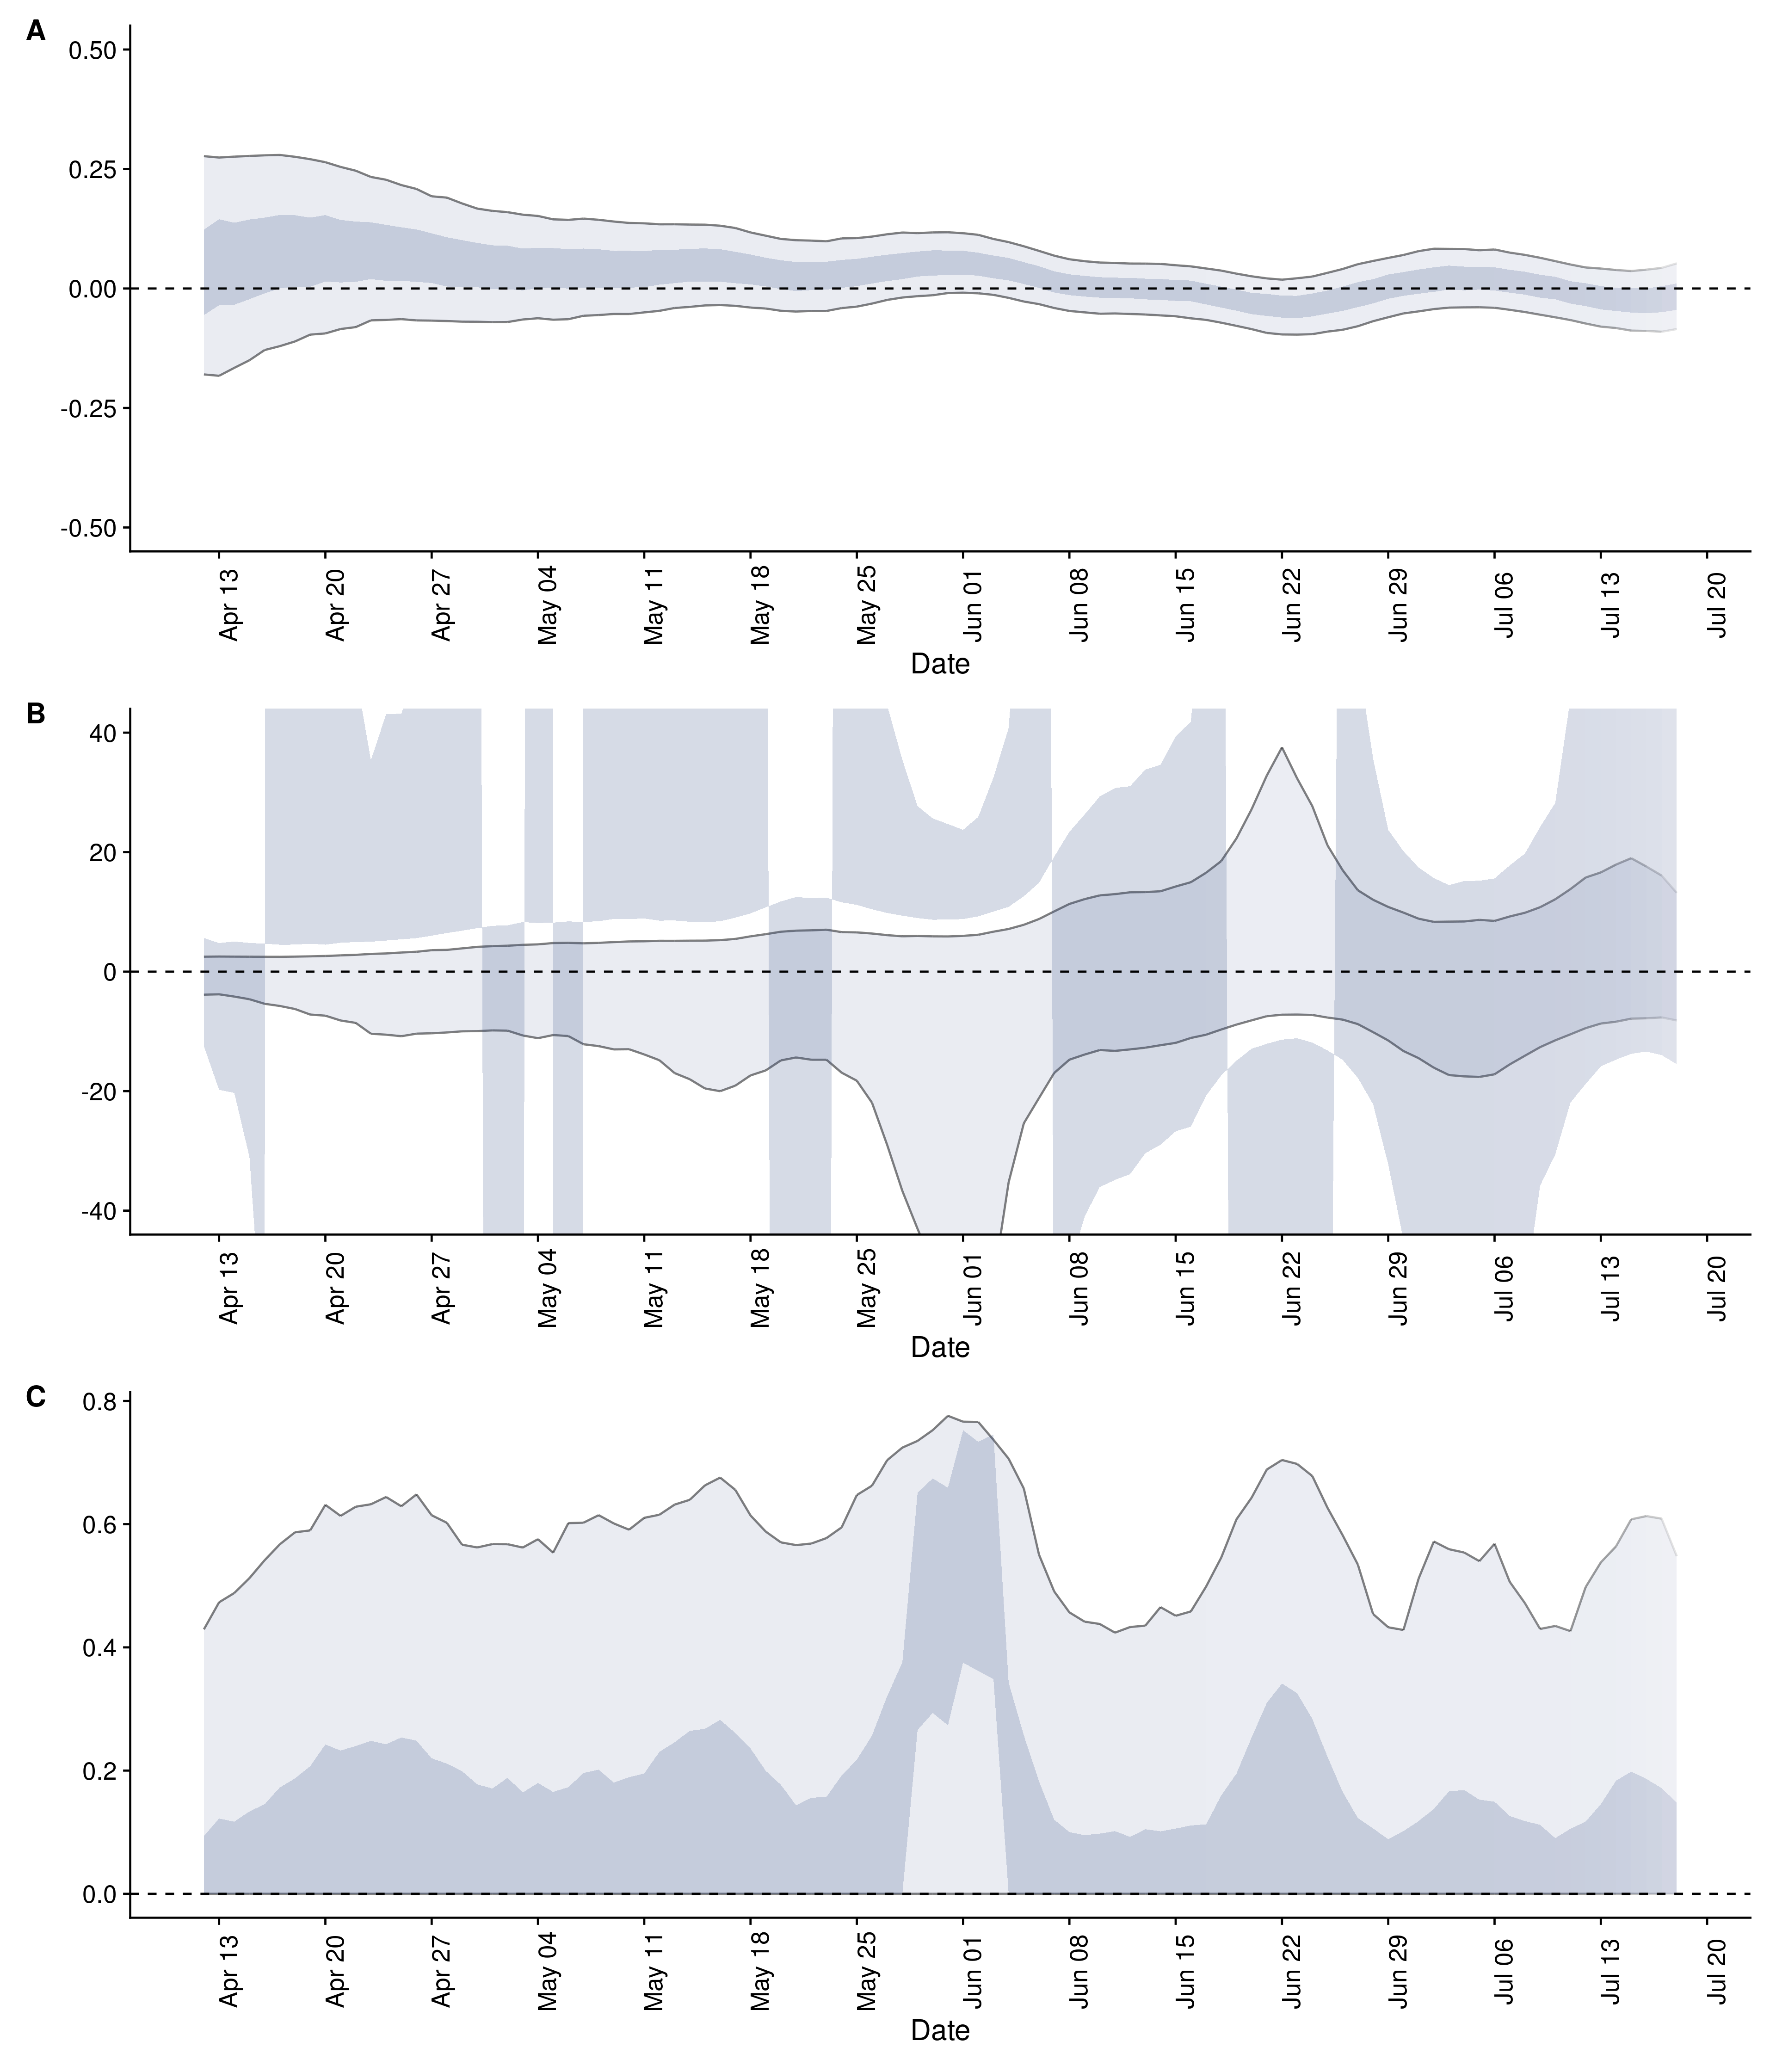 A
0.50
0.25
0.00
-0.25
-0.50
Apr 13
Apr 20
Apr 27
May 04
May 11
May 18
May 25
Jun 01
Jun 08
Jun 15
Jun 22
Jun 29
Jul 06
Jul 13
Jul 20
Date
B
40
20
0
-20
-40
Apr 13
Apr 20
Apr 27
May 04
May 11
May 18
May 25
Jun 01
Jun 08
Jun 15
Jun 22
Jun 29
Jul 06
Jul 13
Jul 20
Date
C
0.8
0.6
0.4
0.2
0.0
Apr 13
Apr 20
Apr 27
May 04
May 11
May 18
May 25
Jun 01
Jun 08
Jun 15
Jun 22
Jun 29
Jul 06
Jul 13
Jul 20
Date